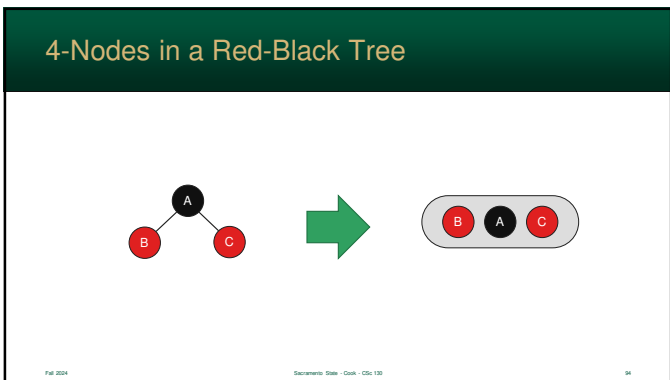 4-Nodes in a Red-Black Tree
A
B
C
B A C
Fall 2024
Sacramento State - Cook - CSc 130
94